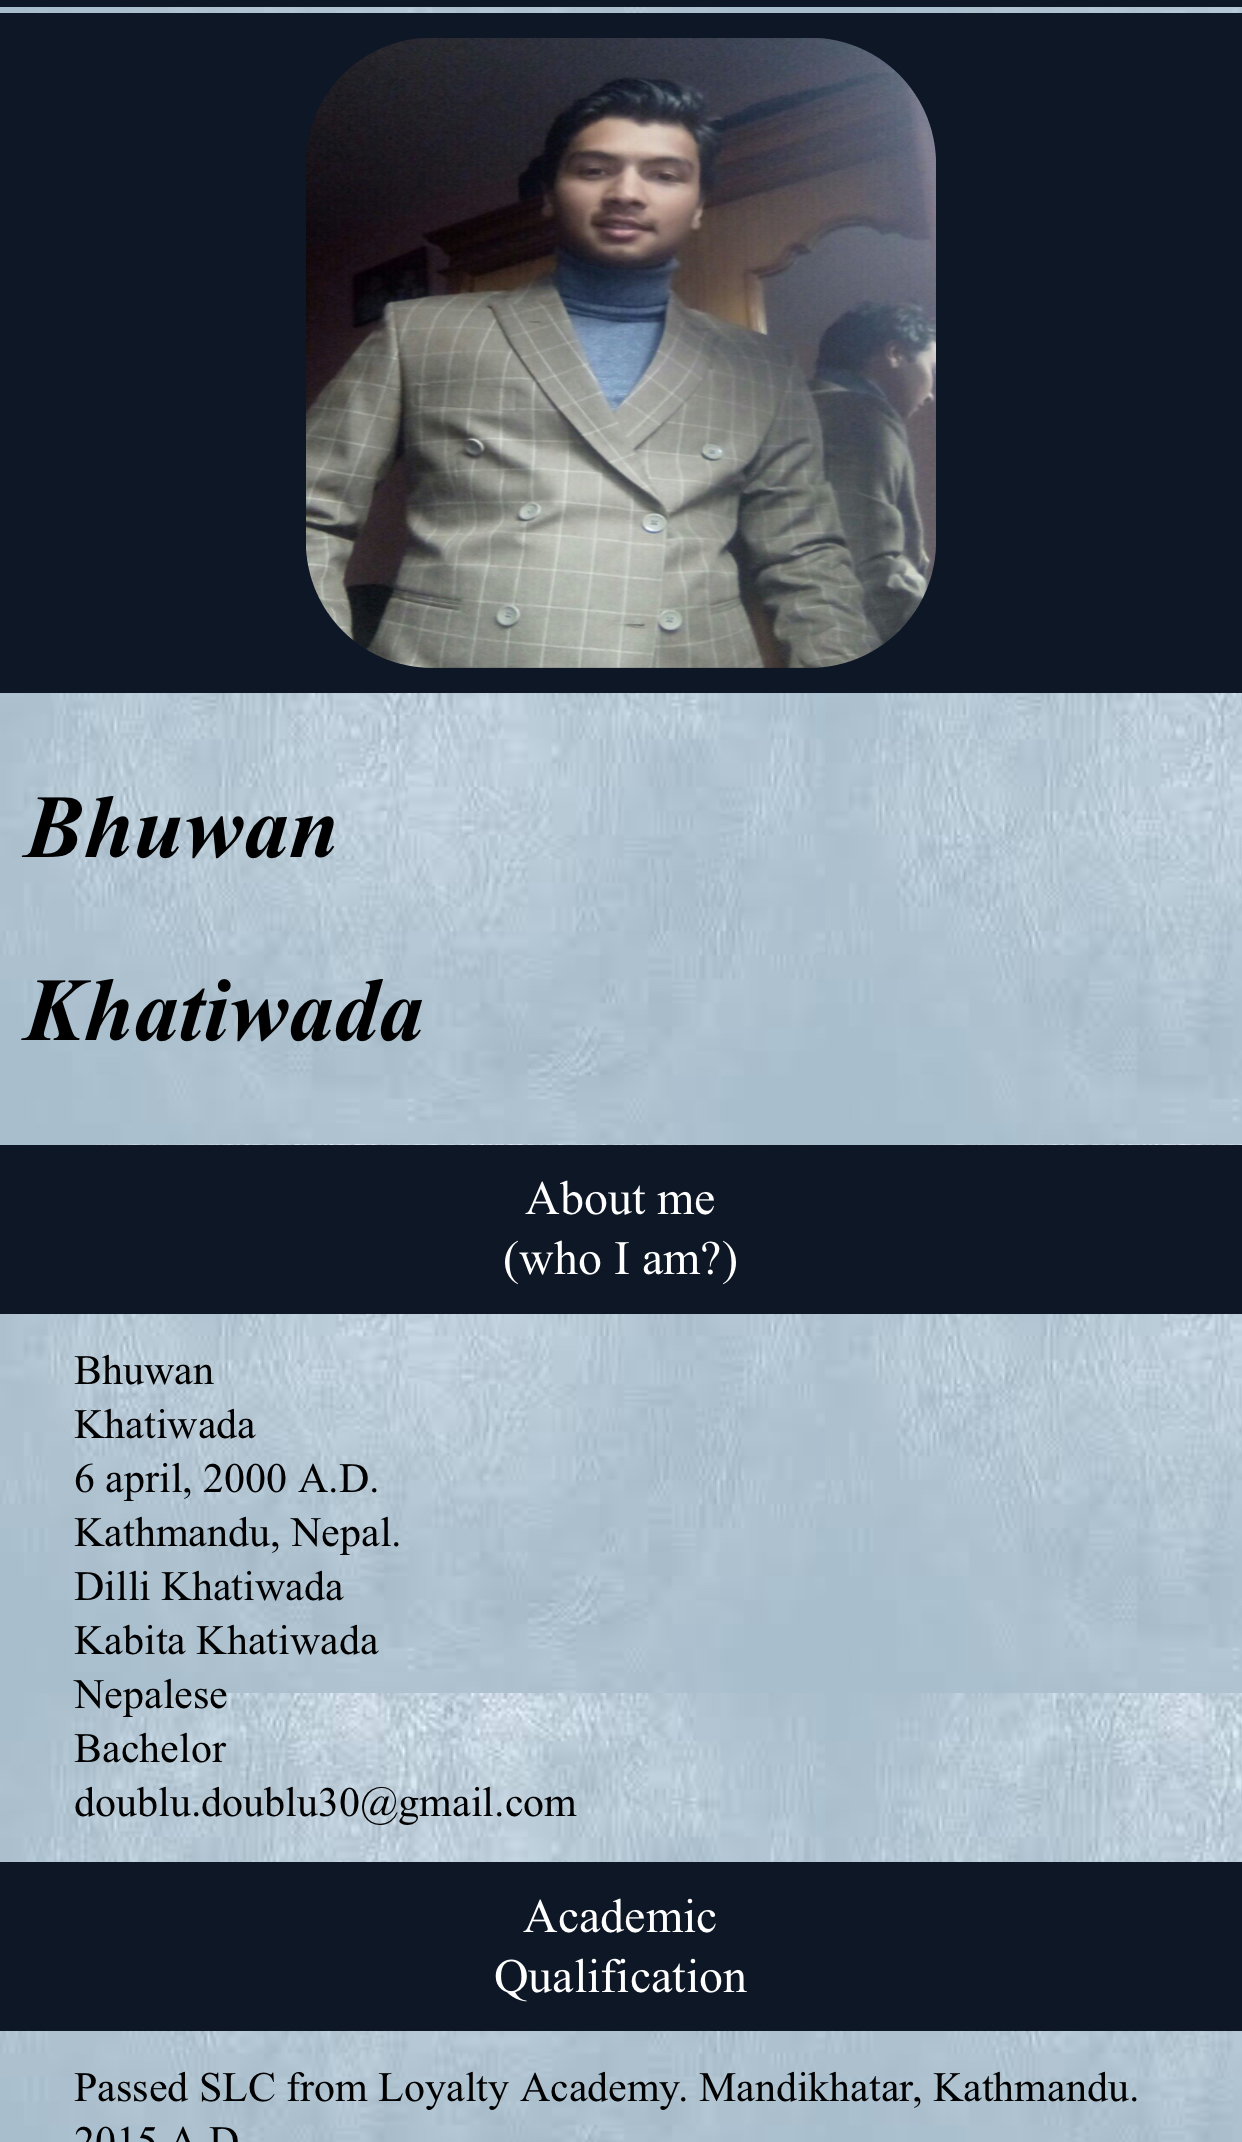 Bhuwan
Khatiwada
About me
(who I am?)
Bhuwan
Khatiwada
6 april, 2000 A.D.
Kathmandu, Nepal.
Dilli Khatiwada
Kabita Khatiwada
Nepalese
Bachelor
doublu.doublu30@gmail.com
Academic
Qualification
Passed SLC from Loyalty Academy. Mandikhatar, Kathmandu.
2015 A.D.